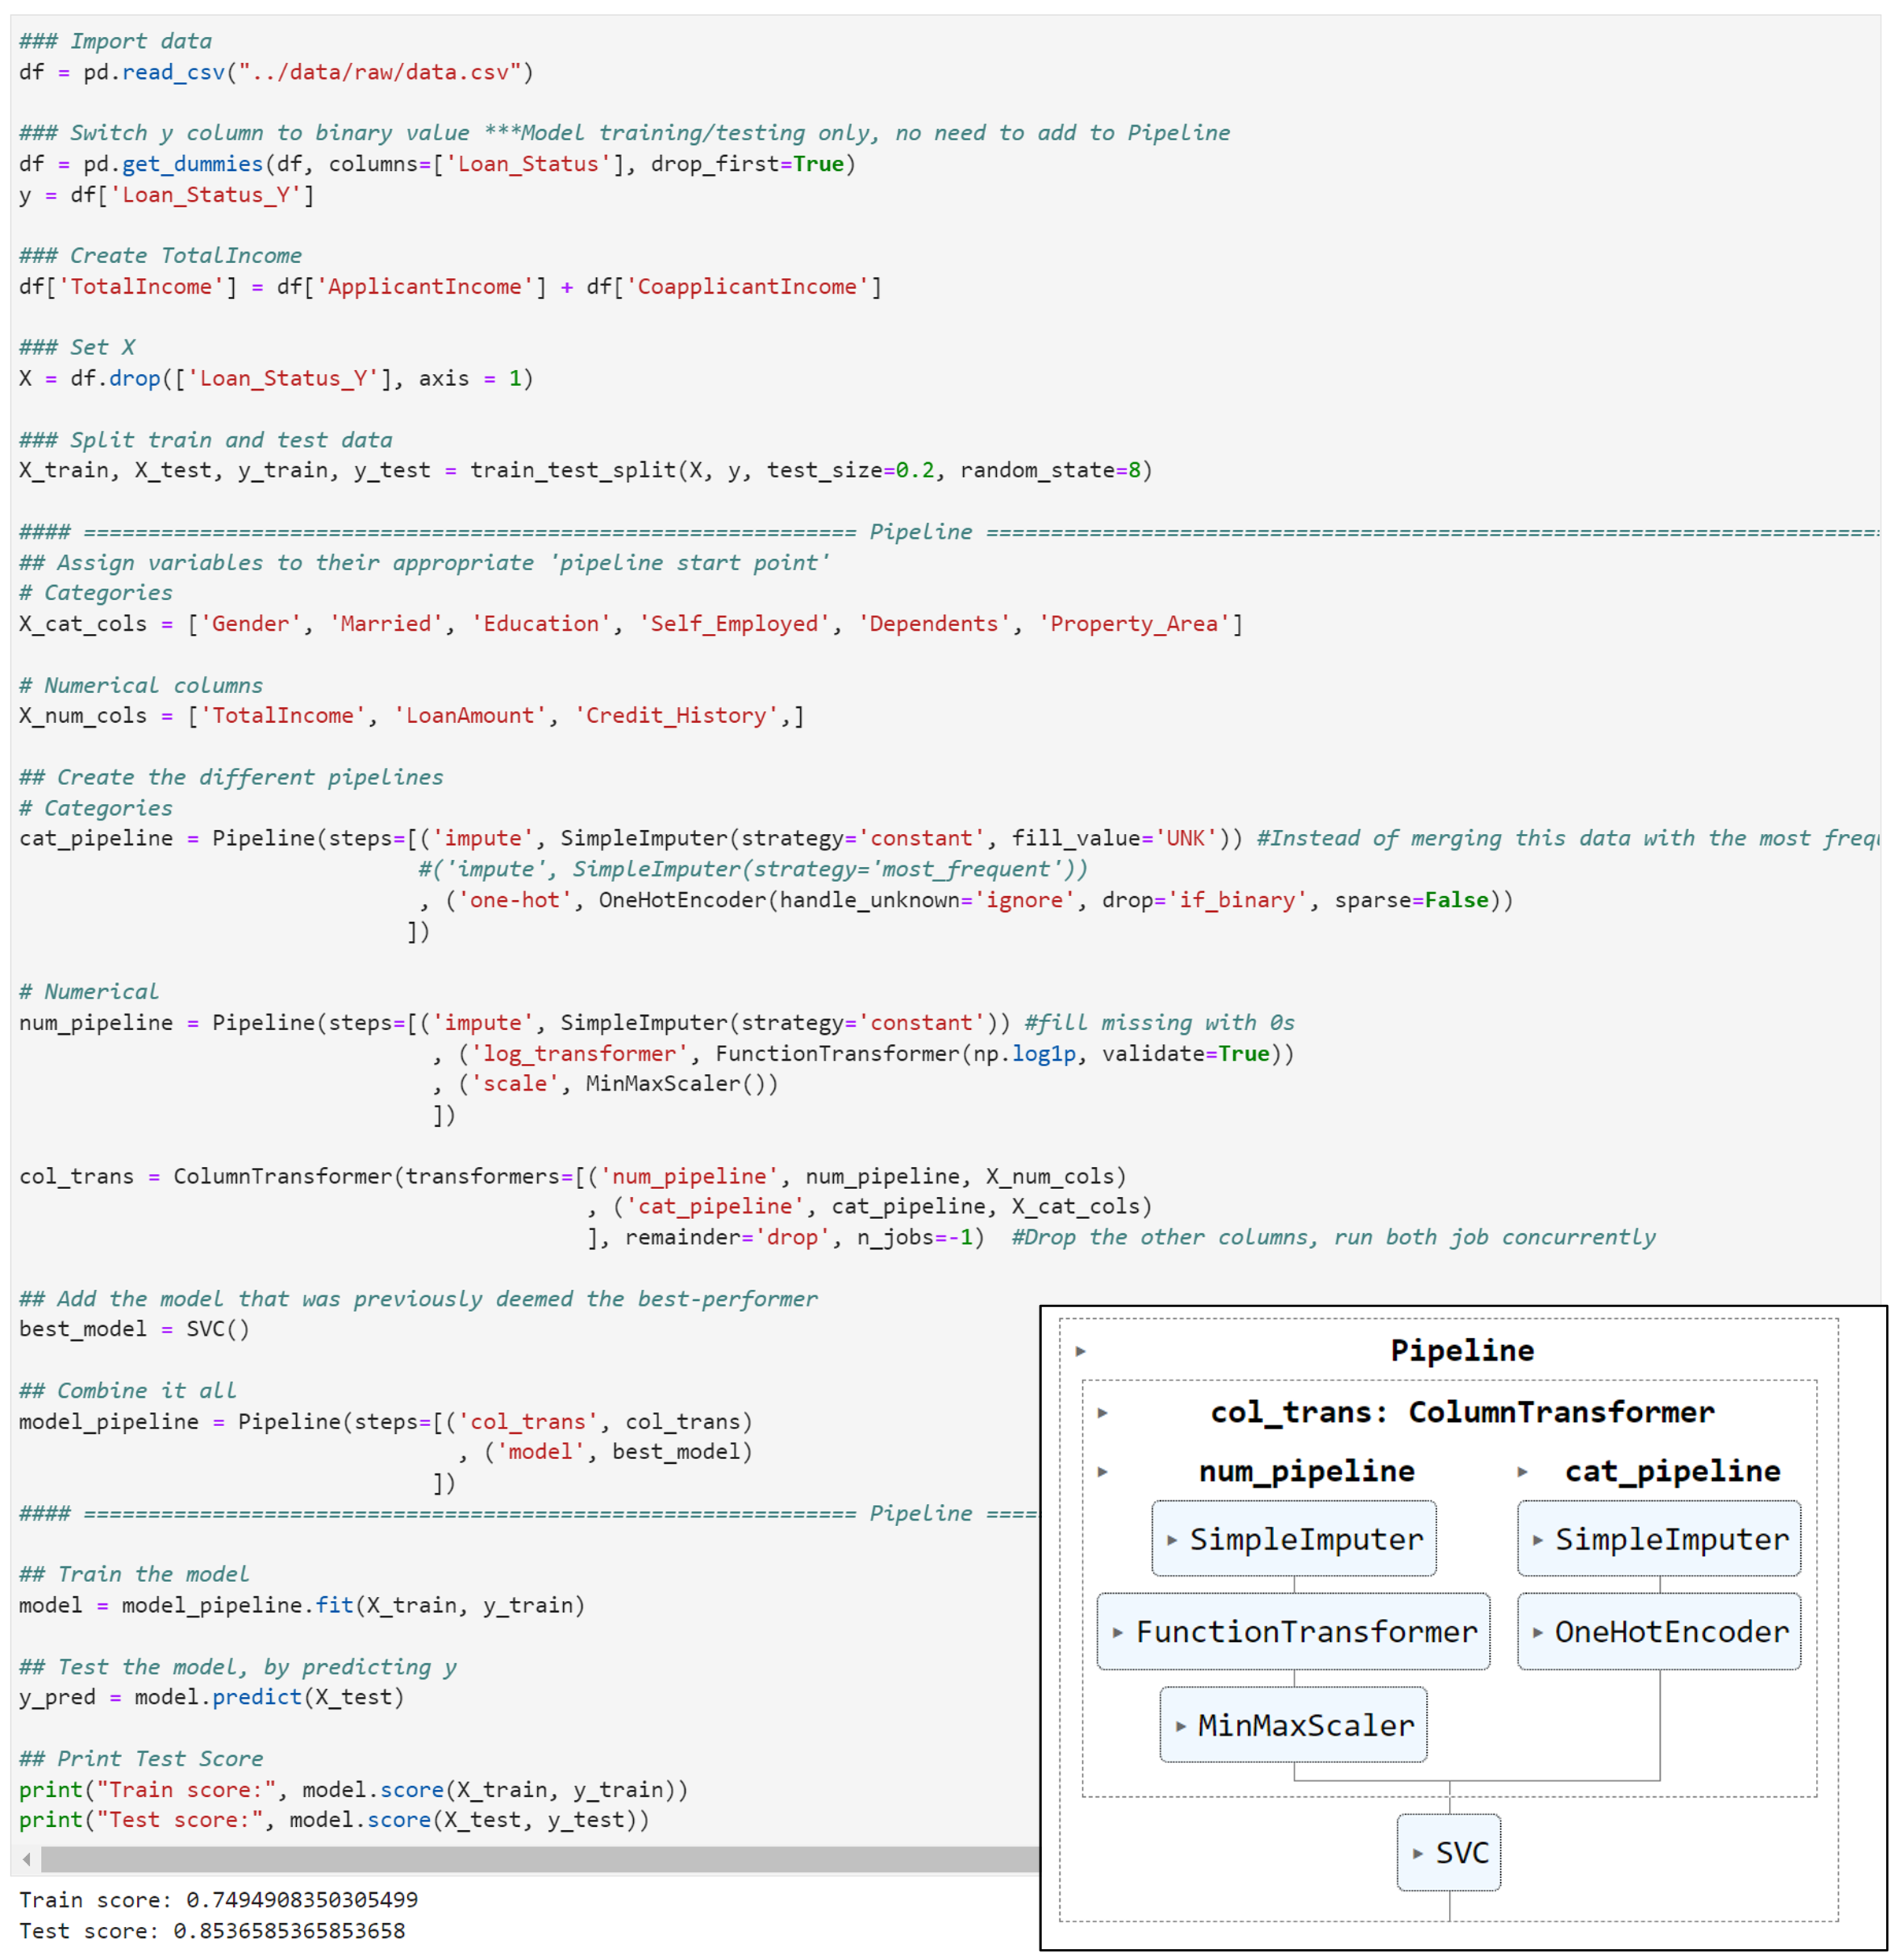 ### Import data
df = pd.read_csv("../data/raw/data.csv")
### Switch y column to binary value ***Model training/testing only, no need to add to Pipeline
df = pd.get_dummies(df, columns=['Loan_Status'], drop_first=True)
y = df['Loan_Status_Y']
### Create TotalIncome
df['TotalIncome'] = df['ApplicantIncome'] + df['CoapplicantIncome']
### Set X
X = df.drop(['Loan_Status_Y'], axis = 1)
### Split train and test data
X_train, X_test, y_train, y_test = train_test_split(X, y, test_size=0.2, random_state=8)
#### ============================================================ Pipeline ======================================================================
## Assign variables to their appropriate 'pipeline start point'
# Categories
X_cat_cols = ['Gender', 'Married', 'Education', 'Self_Employed', 'Dependents', 'Property_Area']
# Numerical columns
X_num_cols = ['TotalIncome', 'LoanAmount', 'Credit_History',]
## Create the different pipelines
# Categories
cat_pipeline = Pipeline(steps=[('impute', SimpleImputer(strategy='constant', fill_value='UNK')) #Instead of merging this data with the most frequ
#('impute', SimpleImputer(strategy='most_frequent'))
, ('one-hot', OneHotEncoder(handle_unknown='ignore', drop='if_binary', sparse=False))
])
# Numerical
num_pipeline = Pipeline(steps=[('impute', SimpleImputer(strategy='constant')) #fill missing with 0s
, ('log_transformer', FunctionTransformer(np.log1p, validate=True))
, ('scale', MinMaxScaler())
])
col_trans = ColumnTransformer(transformers=[('num_pipeline', num_pipeline, X_num_cols)
, ('cat_pipeline', cat_pipeline, X_cat_cols)
], remainder='drop', n_jobs=-1)  #Drop the other columns, run both job concurrently
## Add the model that was previously deemed the best-performer
best_model = SVC()
## Combine it all
model_pipeline = Pipeline(steps=[('col_trans', col_trans)
, ('model', best_model)
])
#### ============================================================ Pipeline ====
## Train the model
model = model_pipeline.fit(X_train, y_train)
## Test the model, by predicting y
y_pred = model.predict(X_test)
## Print Test Score
print("Train score:", model.score(X_train, y_train))
print("Test score:", model.score(X_test, y_test))
Train score: 0.7494908350305499
Test score: 0.8536585365853658
Pipeline
col_trans: ColumnTransformer
num_pipeline
cat_pipeline
SimpleImputer
SimpleImputer
FunctionTransformer
OneHotEncoder
MinMaxScaler
SVC